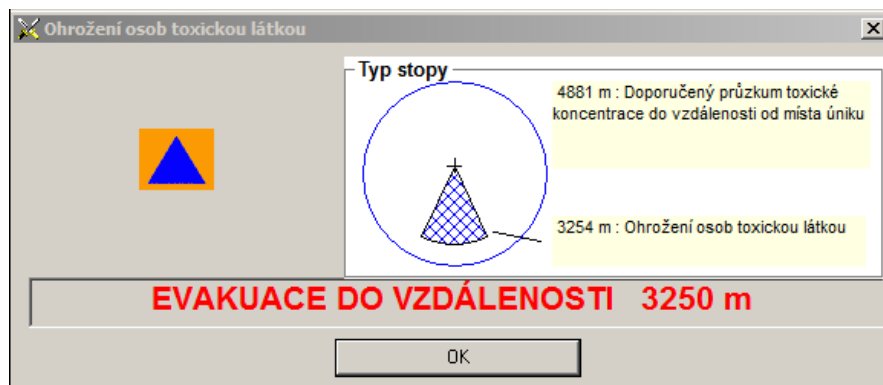 Ohrožení osob toxickou látkou
Typ stopy
4881 m : Doporučený průzkum toxické
koncentrace do vzdálenosti od místa úniku
3254 m : Ohrožení osob toxickou látkou
EVAKUACE DO VZDÁLENOSTI 3250 m
OK